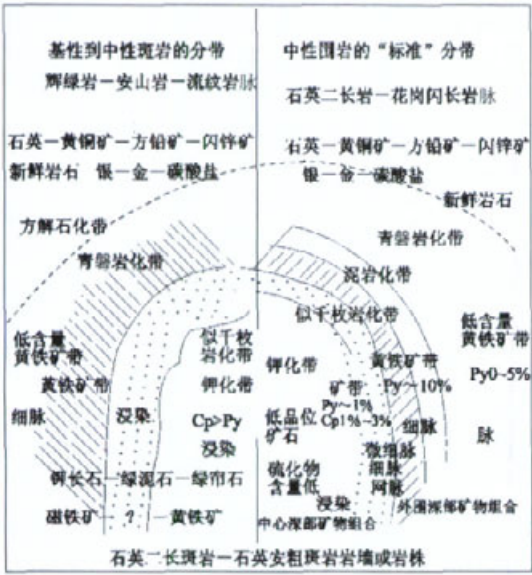 基性到中性斑岩的分带
辉绿岩—安山岩—流纹岩脉
石英—黄铜矿—方铅矿—闪锌矿
新鲜岩石 银—金—碳酸盐
方解石化带
青磐岩化带
低含量
黄铁矿带
黄铁矿带
细脉
浸染
似千枚
岩化带
钾化带
Cp>Py
浸染
钾长石—绿泥石—绿帘石
磁铁矿—?—黄铁矿
中性围岩的“标准”分带
石英二长岩—花岗闪长岩脉
石英—黄铜矿—方铅矿—闪锌矿
银—金—碳酸盐
新鲜岩石
青磐岩化带
泥岩化带
似千枚岩化带
钾化带
低含量
黄铁矿带
黄铁矿带
Py0~5%
矿带
Py~10%
Py~1%
低品位
Cp1%~3%
矿石
细脉
脉
微细脉
硫化物
细脉
含量低
网脉
浸染
外围深部矿物组合
中心深部矿物组合
石英二长斑岩—石英安粗斑岩岩墙或岩株